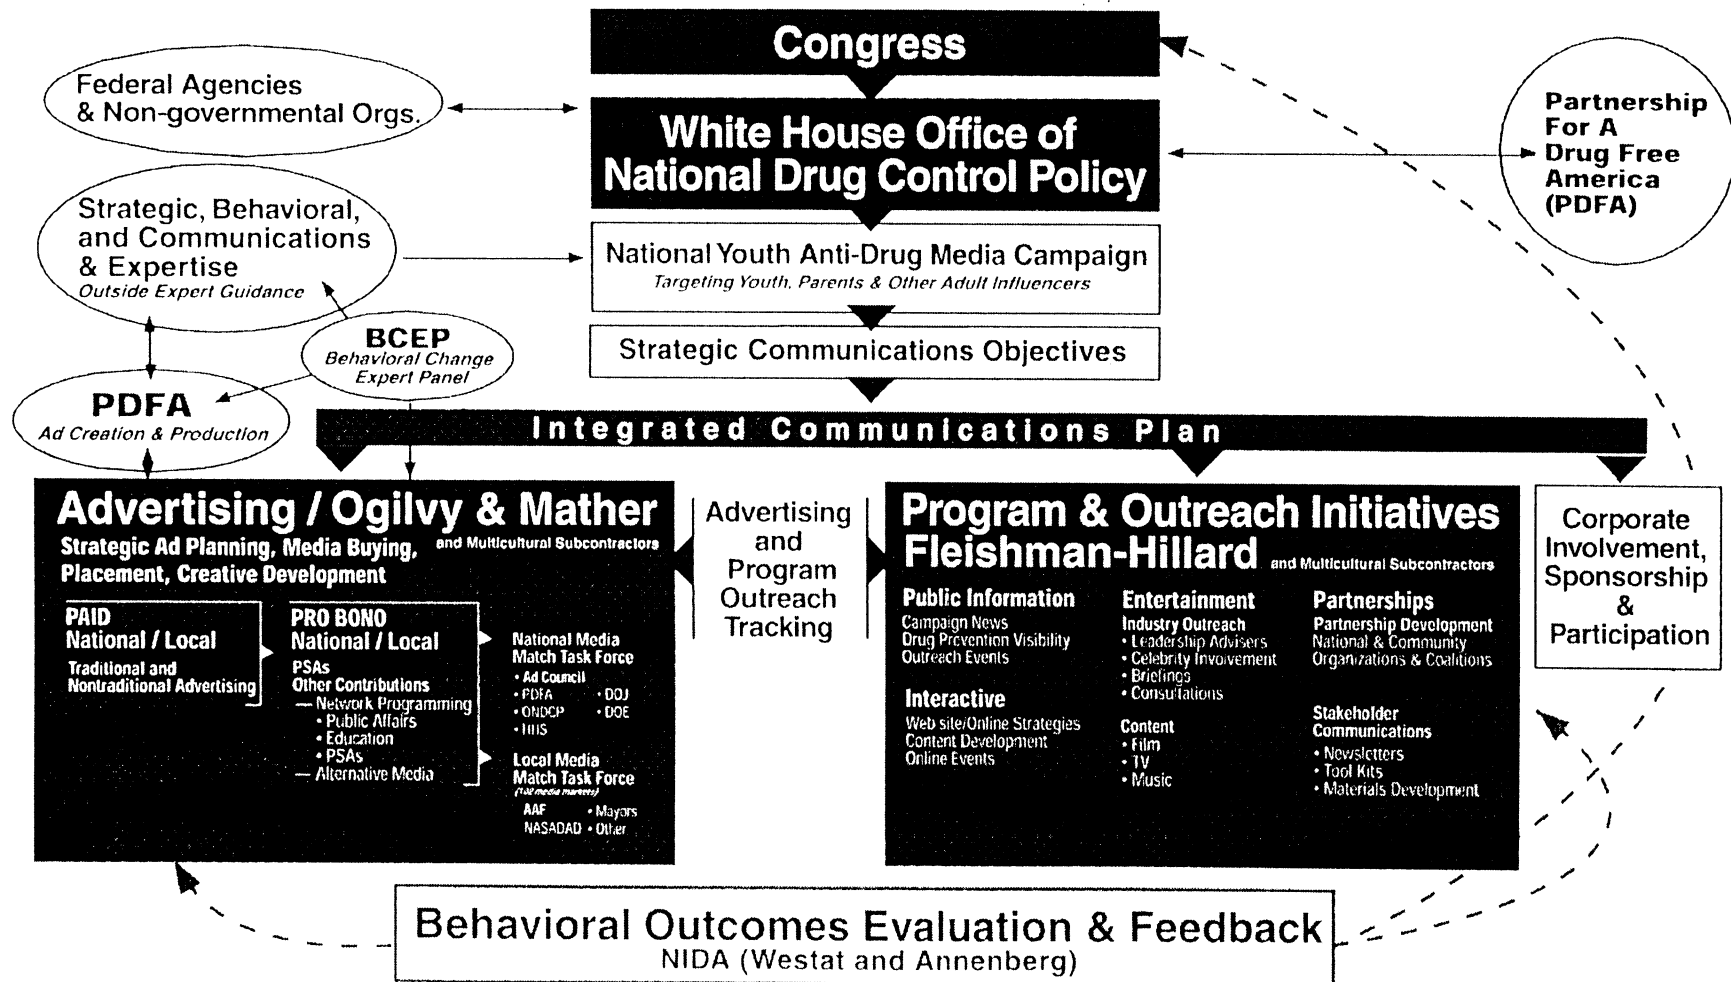 Congress
Federal Agencies
& Non-governmental Orgs.
White House Office of
National Drug Control Policy
Partnership
For A
Drug Free
America
(PDFA)
Strategic, Behavioral,
and Communications
& Expertise
Outside Expert Guidance
National Youth Anti-Drug Media Campaign
Targeting Youth, Parents & Other Adult Influencers
BCEP
Behavioral Change
Expert Panel
Strategic Communications Objectives
PDFA
Ad Creation & Production
Integrated Communications Plan
Advertising / Ogilvy & Mather
and Multicultural Subcontractors
Strategic Ad Planning, Media Buying,
Placement, Creative Development
PAID
National / Local
Traditional and
Nontraditional Advertising
PRO BONO
National / Local
PSAs
Other Contributions
— Network Programming
• Public Affairs
• Education
• PSAs
— Alternative Media
National Media
Match Task Force
• Ad Council
• PDFA • DOJ
• ONDCP • DOE
• HHS
Local Media
Match Task Force
AAF • Mayors
NASADAD • Other
Advertising
and
Program
Outreach
Tracking
Program & Outreach Initiatives
Fleishman-Hillard and Multicultural Subcontractors
Public Information
Campaign News
Drug Prevention Visibility
Outreach Events
Interactive
Web site/Online Strategies
Content Development
Online Events
Entertainment
Industry Outreach
• Leadership Advisers
• Celebrity Involvement
• Briefings
• Consultations
Content
• Film
• TV
• Music
Partnerships
Partnership Development
National & Community
Organizations & Coalitions
Stakeholder
Communications
• Newsletters
• Tool Kits
• Materials Development
Corporate
Involvement,
Sponsorship
&
Participation
Behavioral Outcomes Evaluation & Feedback
NIDA (Westat and Annenberg)